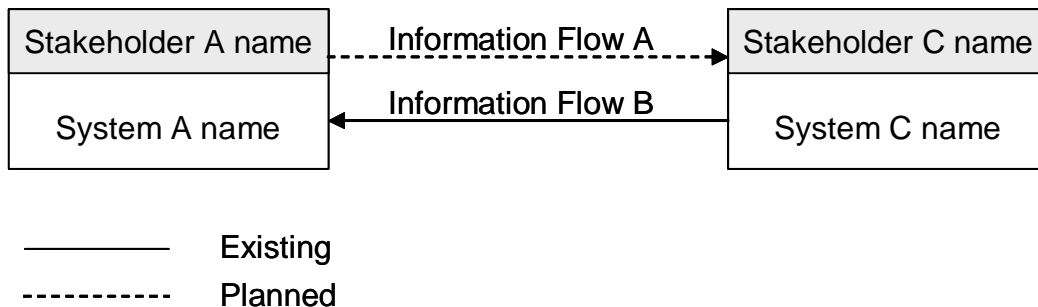 Stakeholder A name
Information Flow A
Stakeholder C name
System A name
Information Flow B
System C name
Existing
Planned